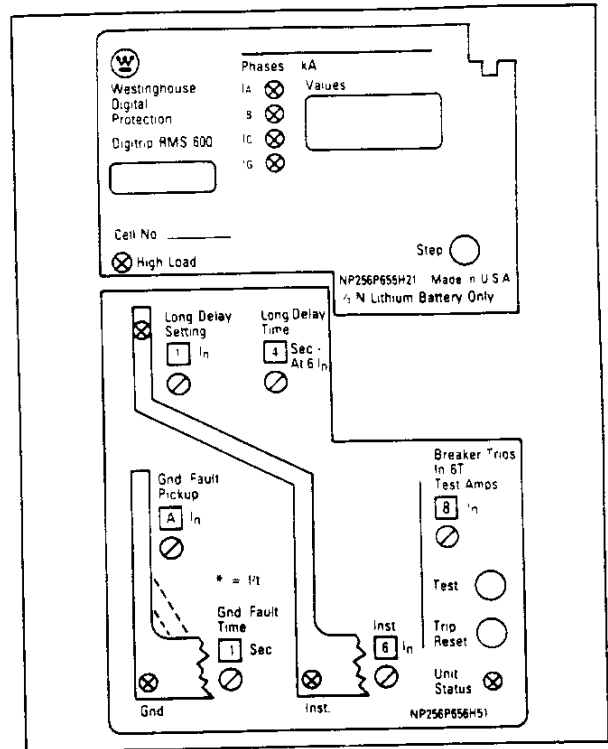 W
Westinghouse
Digital
Protection
Digitrip RMS 600
Phases kA
Values
IA
B
IC
IG
Cell No
High Load
Step
NP256P655H21 Made in U S A
⅓ N Lithium Battery Only
Long Delay
Setting
1 In
Long Delay
Time
4 Sec -
At 6 In
Breaker Trips
In 6T
Test Amps
8 In
Gnd Fault
Pickup
A In
* = I²t
Gnd Fault
Time
1 Sec
Inst
6 In
Test
Trip
Reset
Unit
Status
Gnd
Inst.
NP256P656H51